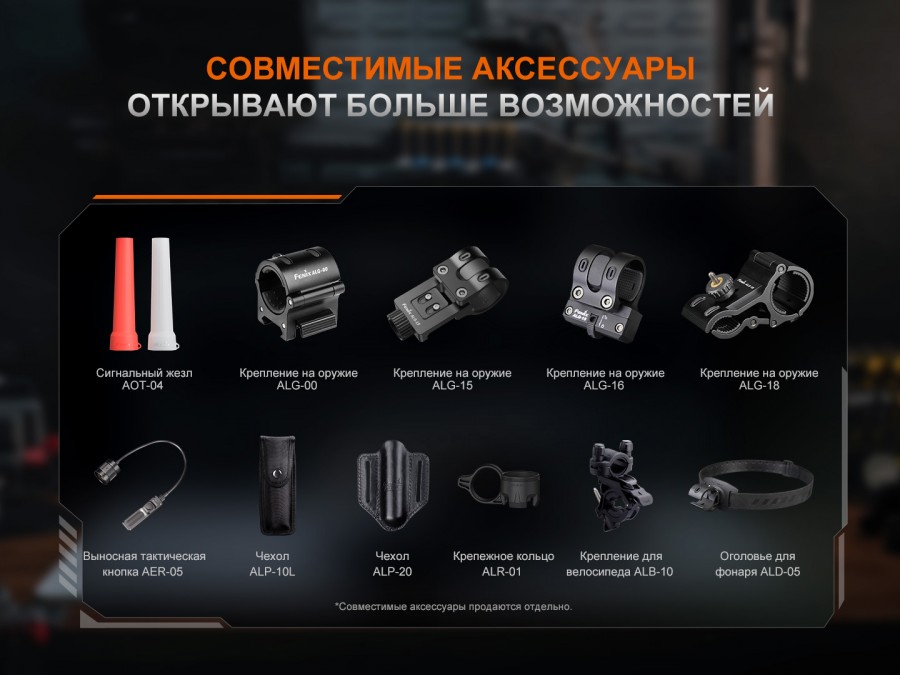 СОВМЕСТИМЫЕ АКСЕССУАРЫ
ОТКРЫВАЮТ БОЛЬШЕ ВОЗМОЖНОСТЕЙ
FENIX ALG-00
Сигнальный жезл
AOT-04
Крепление на оружие
ALG-00
Крепление на оружие
ALG-15
Крепление на оружие
ALG-16
Крепление на оружие
ALG-18
Выносная тактическая
кнопка AER-05
Чехол
ALP-10L
Чехол
ALP-20
Крепежное кольцо
ALR-01
Крепление для
велосипеда ALB-10
Оголовье для
фонаря ALD-05
*Совместимые аксессуары продаются отдельно.